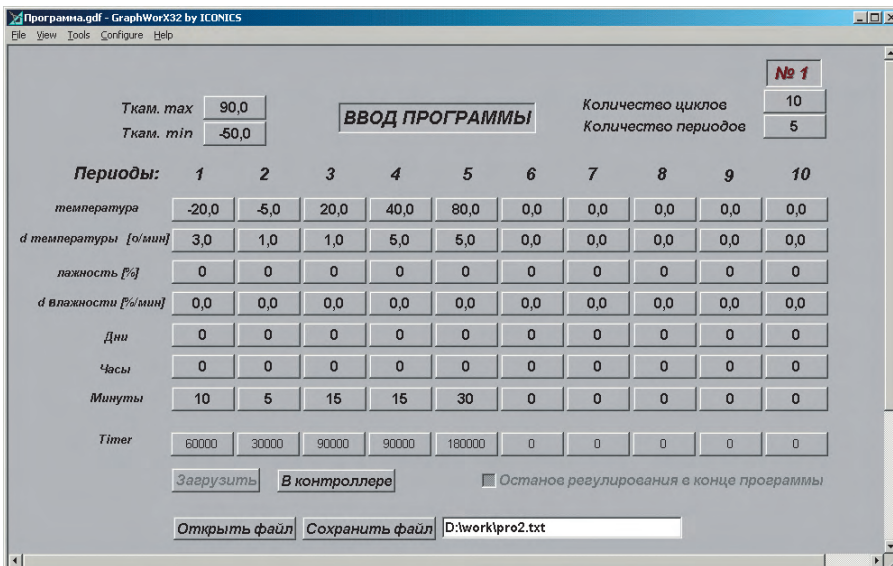 Программа.gdf - GraphWorX32 by ICONICS
File View Tools Configure Help
№ 1
Ткам. max 90,0
ВВОД ПРОГРАММЫ
Количество циклов 10
Ткам. min -50,0
Количество периодов 5
Периоды: 1 2 3 4 5 6 7 8 9 10
температура -20,0 -5,0 20,0 40,0 80,0 0,0 0,0 0,0 0,0 0,0
d температуры [о/мин] 3,0 1,0 1,0 5,0 5,0 0,0 0,0 0,0 0,0 0,0
лажность [%] 0 0 0 0 0 0 0 0 0 0
d влажности [%/мин] 0,0 0,0 0,0 0,0 0,0 0,0 0,0 0,0 0,0 0,0
Дни 0 0 0 0 0 0 0 0 0 0
Часы 0 0 0 0 0 0 0 0 0 0
Минуты 10 5 15 15 30 0 0 0 0 0
Timer 60000 30000 90000 90000 180000 0 0 0 0 0
Загрузить В контроллере Останов регулирования в конце программы
Открыть файл Сохранить файл D:\work\pro2.txt